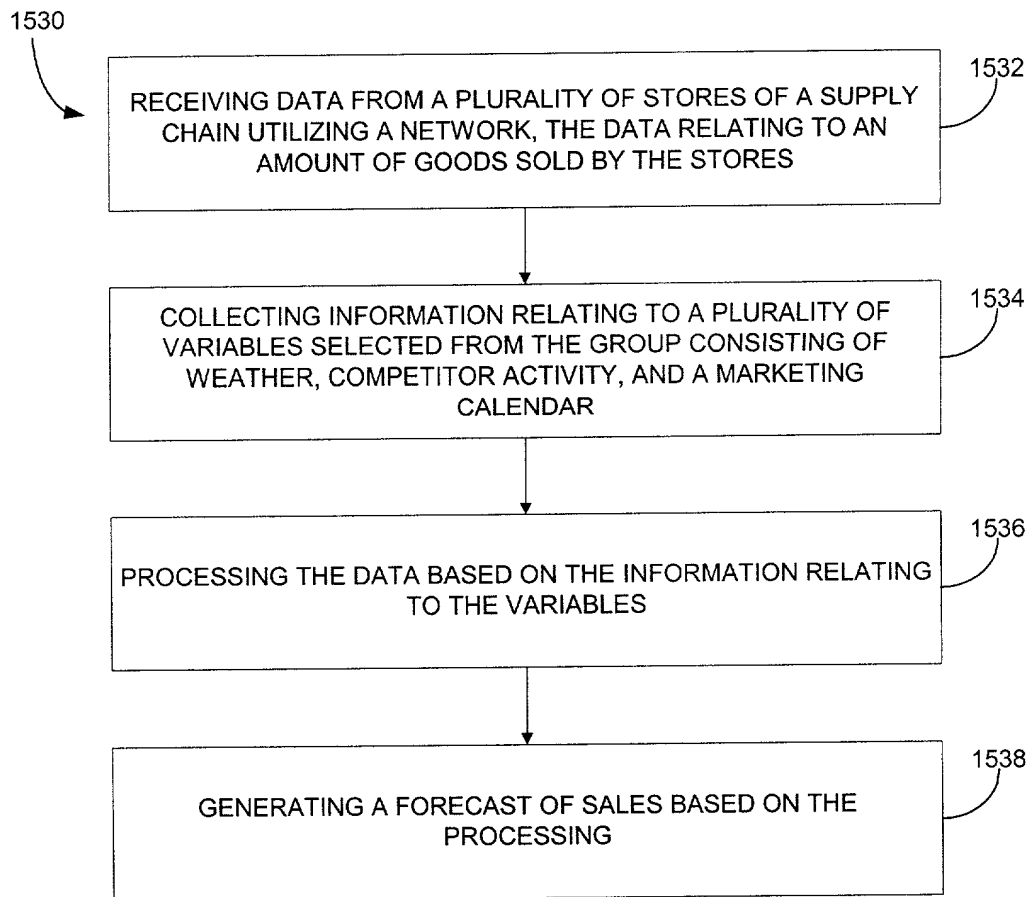 1530
1532
RECEIVING DATA FROM A PLURALITY OF STORES OF A SUPPLY
CHAIN UTILIZING A NETWORK, THE DATA RELATING TO AN
AMOUNT OF GOODS SOLD BY THE STORES
1534
COLLECTING INFORMATION RELATING TO A PLURALITY OF
VARIABLES SELECTED FROM THE GROUP CONSISTING OF
WEATHER, COMPETITOR ACTIVITY, AND A MARKETING
CALENDAR
1536
PROCESSING THE DATA BASED ON THE INFORMATION RELATING
TO THE VARIABLES
1538
GENERATING A FORECAST OF SALES BASED ON THE
PROCESSING